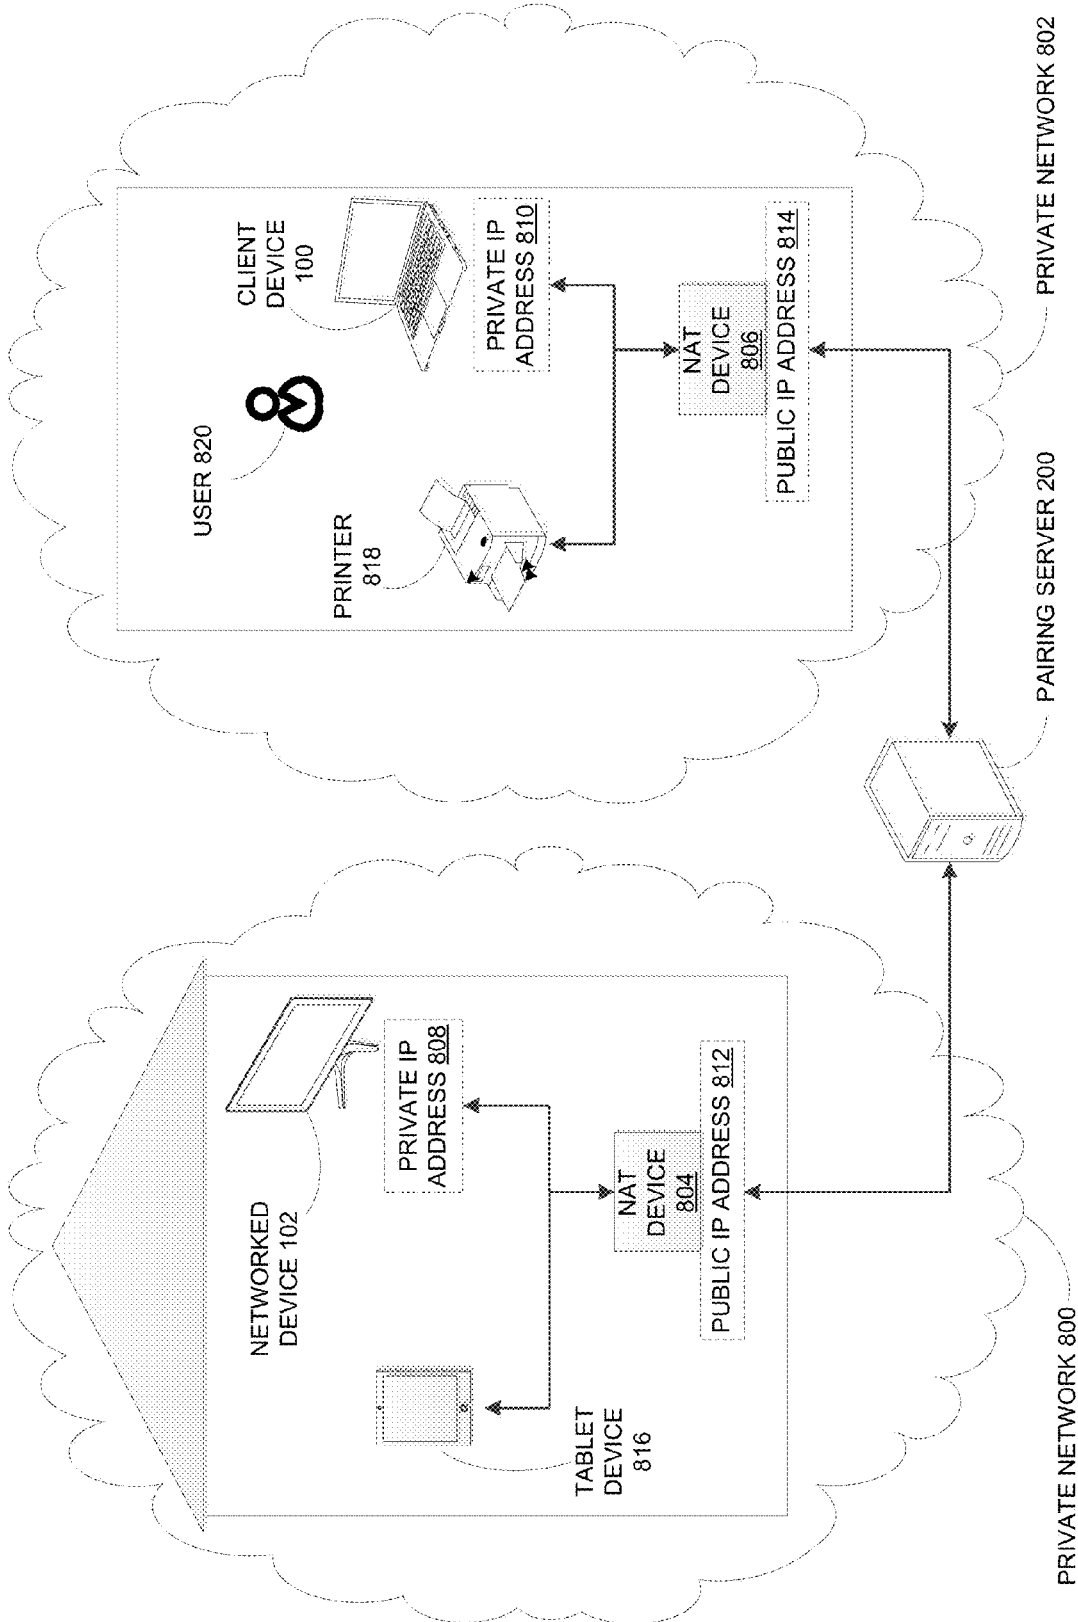 NETWORKED
DEVICE 102
PRIVATE IP
ADDRESS 808
TABLET
DEVICE
816
NAT
DEVICE
804
PUBLIC IP ADDRESS 812
PRIVATE NETWORK 800
USER 820
CLIENT
DEVICE
100
PRINTER
818
PRIVATE IP
ADDRESS 810
NAT
DEVICE
806
PUBLIC IP ADDRESS 814
PAIRING SERVER 200
PRIVATE NETWORK 802